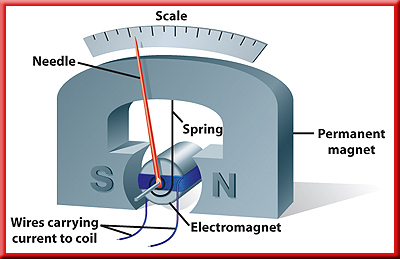 Scale
Needle
Spring
Permanent
magnet
S
N
Wires carrying
current to coil
Electromagnet